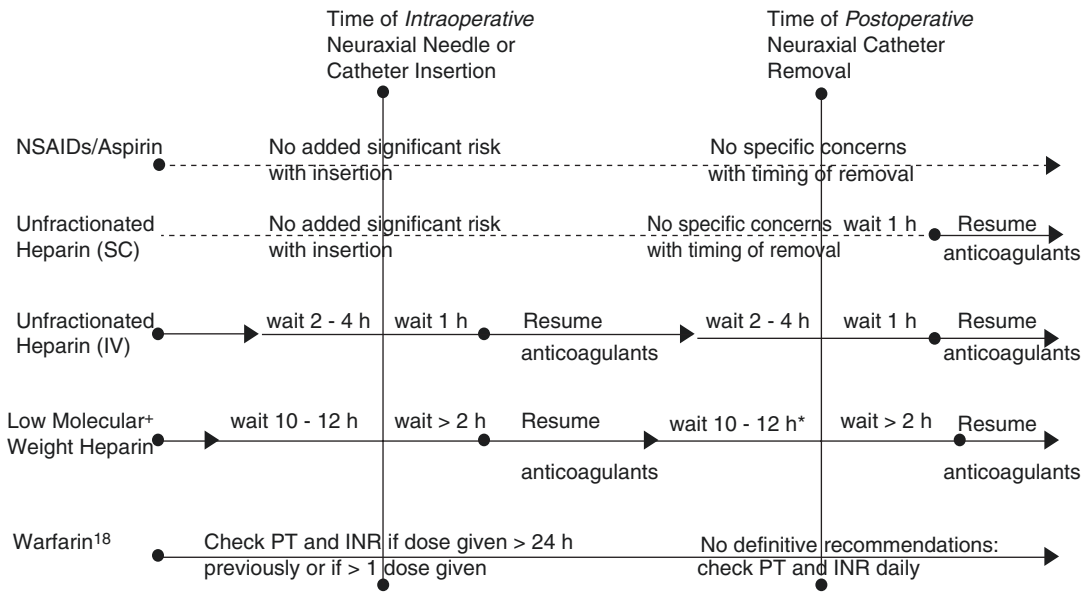 Time of Intraoperative
Neuraxial Needle or
Catheter Insertion
Time of Postoperative
Neuraxial Catheter
Removal
NSAIDs/Aspirin
No added significant risk
with insertion
No specific concerns
with timing of removal
Unfractionated
Heparin (SC)
No added significant risk
with insertion
No specific concerns
with timing of removal
wait 1 h
Resume
anticoagulants
Unfractionated
Heparin (IV)
wait 2 - 4 h
wait 1 h
Resume
anticoagulants
wait 2 - 4 h
wait 1 h
Resume
anticoagulants
Low Molecular+
Weight Heparin
wait 10 - 12 h
wait > 2 h
Resume
anticoagulants
wait 10 - 12 h*
wait > 2 h
Resume
anticoagulants
Warfarin18
Check PT and INR if dose given > 24 h
previously or if > 1 dose given
No definitive recommendations:
check PT and INR daily